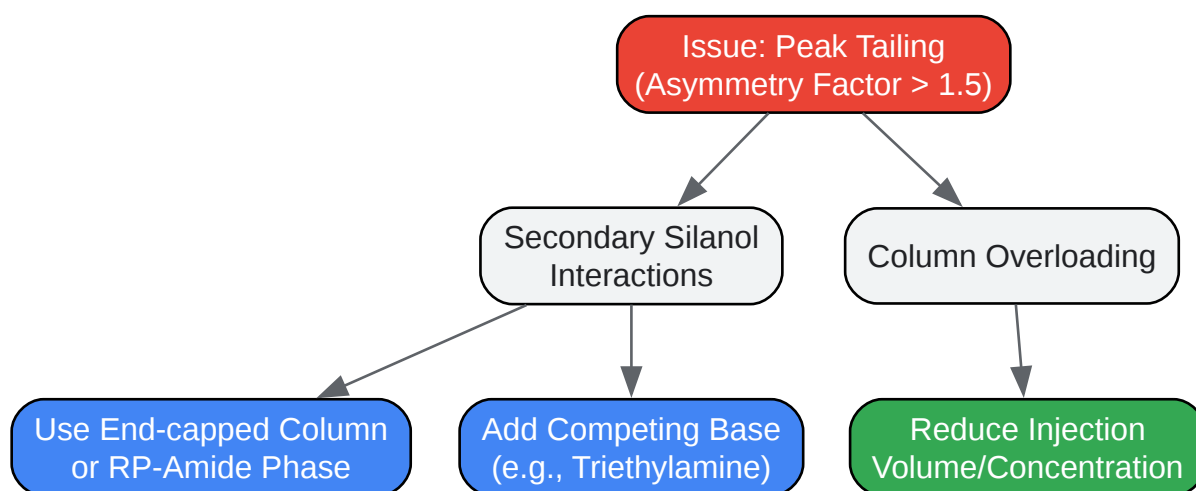 Issue: Peak Tailing
(Asymmetry Factor > 1.5)
Secondary Silanol
Interactions
Column Overloading
Use End-capped Column
or RP-Amide Phase
Add Competing Base
(e.g., Triethylamine)
Reduce Injection
Volume/Concentration